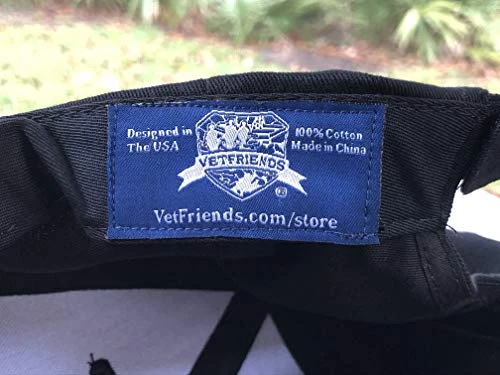 Designed in
The USA
VETFRIENDS
®
100% Cotton
Made in China
VetFriends.com/store